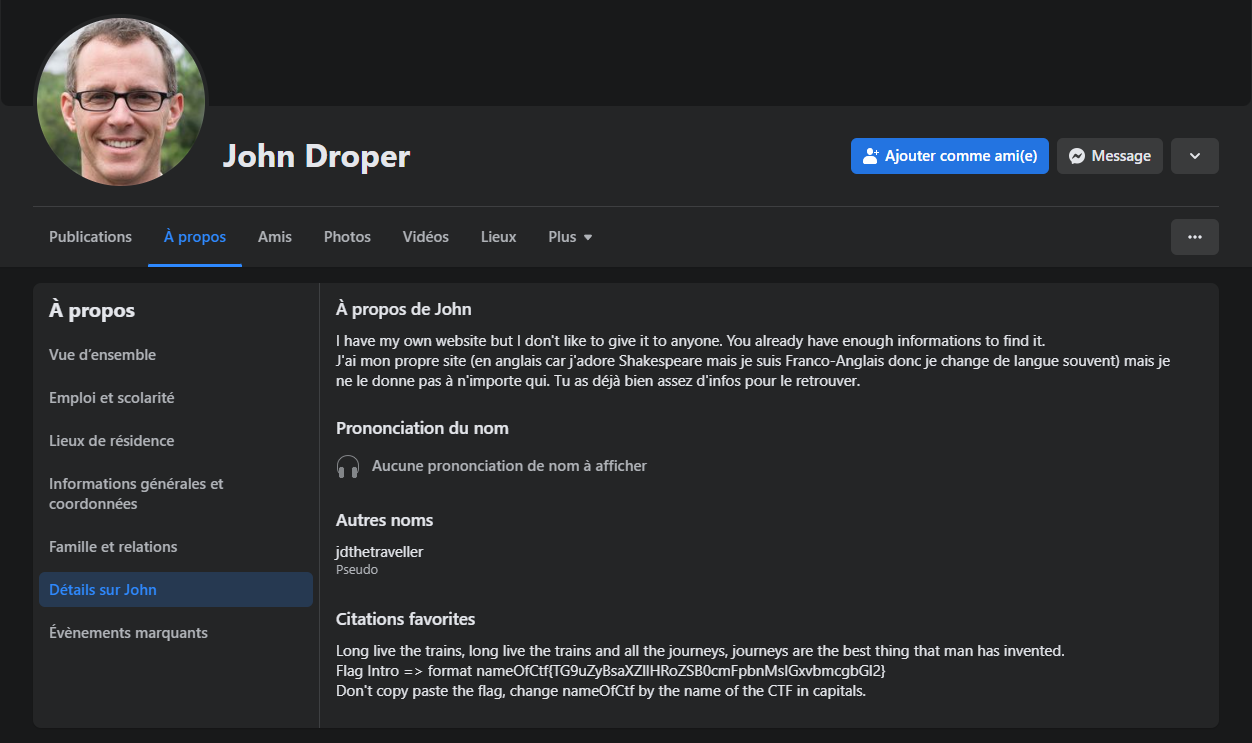 John Droper
Ajouter comme ami(e)
Message
Publications
À propos
Amis
Photos
Vidéos
Lieux
Plus
À propos
Vue d'ensemble
Emploi et scolarité
Lieux de résidence
Informations générales et
coordonnées
Famille et relations
Détails sur John
Évènements marquants
À propos de John
I have my own website but I don't like to give it to anyone. You already have enough informations to find it.
J'ai mon propre site (en anglais car j'adore Shakespeare mais je suis Franco-Anglais donc je change de langue souvent) mais je
ne le donne pas à n'importe qui. Tu as déjà bien assez d'infos pour le retrouver.
Prononciation du nom
Aucune prononciation de nom à afficher
Autres noms
jdthetraveller
Pseudo
Citations favorites
Long live the trains, long live the trains and all the journeys, journeys are the best thing that man has invented.
Flag Intro => format nameOfCtf{TG9uZyBsaXZlIHRoZSB0cmFpbnMsIGxvbmcgbGl2}
Don't copy paste the flag, change nameOfCtf by the name of the CTF in capitals.